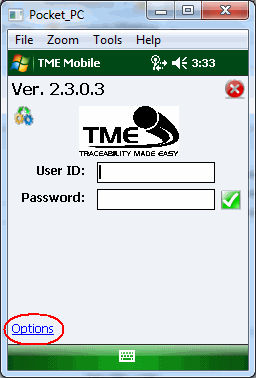 Pocket_PC
File Zoom Tools Help
TME Mobile 3:33
Ver. 2.3.0.3
TME
TRACEABILITY MADE EASY
User ID:
Password:
Options